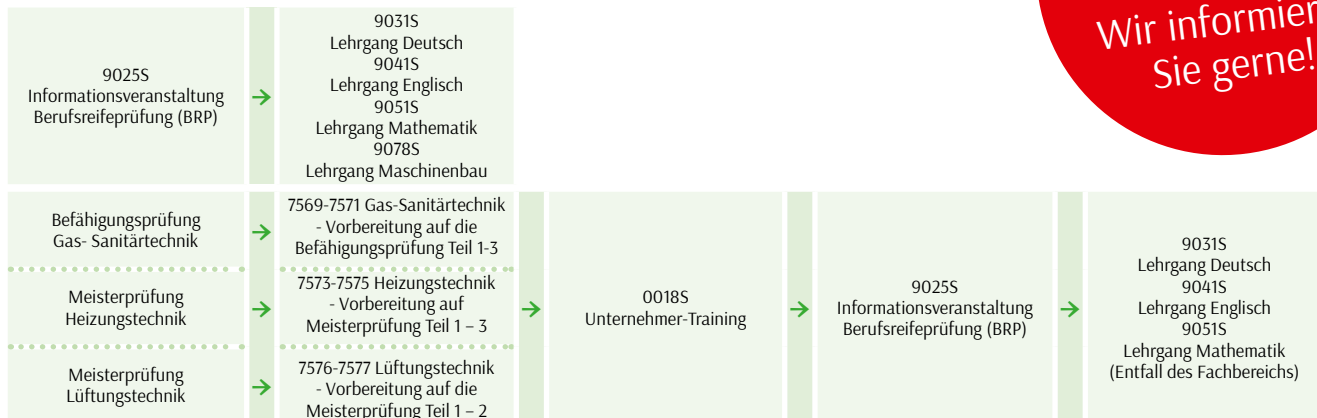 9025S
Informationsveranstaltung
Berufsreifeprüfung (BRP)
9031S
Lehrgang Deutsch
9041S
Lehrgang Englisch
9051S
Lehrgang Mathematik
9078S
Lehrgang Maschinenbau
Wir informier
Sie gerne!
Befähigungsprüfung
Gas- Sanitärtechnik
7569-7571 Gas-Sanitärtechnik
- Vorbereitung auf die
Befähigungsprüfung Teil 1-3
Meisterprüfung
Heizungstechnik
7573-7575 Heizungstechnik
- Vorbereitung auf
Meisterprüfung Teil 1 – 3
Meisterprüfung
Lüftungstechnik
7576-7577 Lüftungstechnik
- Vorbereitung auf die
Meisterprüfung Teil 1 – 2
0018S
Unternehmer-Training
9025S
Informationsveranstaltung
Berufsreifeprüfung (BRP)
9031S
Lehrgang Deutsch
9041S
Lehrgang Englisch
9051S
Lehrgang Mathematik
(Entfall des Fachbereichs)